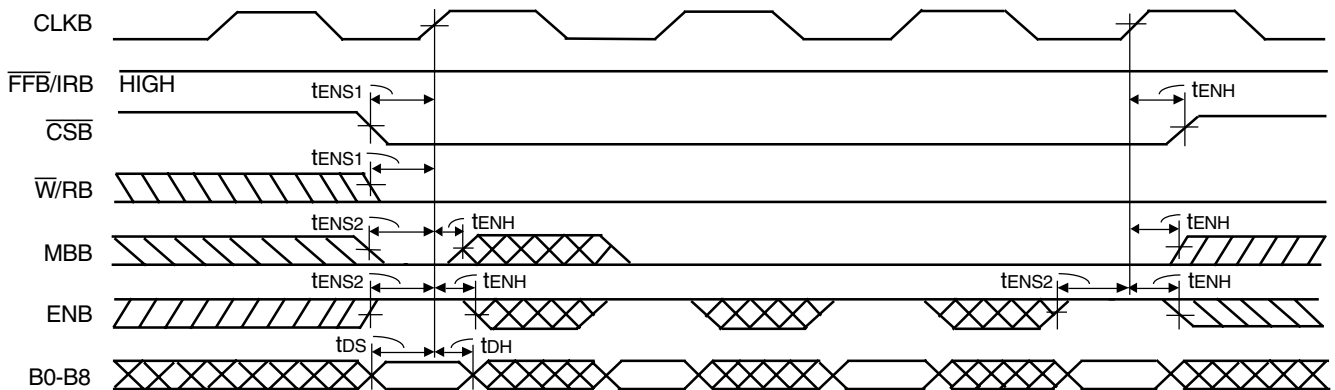 CLKB
FFB/IRB HIGH
tENS1 tENH
CSB
tENS1
W/RB
tENS2 tENH tENH
MBB
tENS2 tENH tENS2 tENH
ENB
tDS tDH
B0-B8